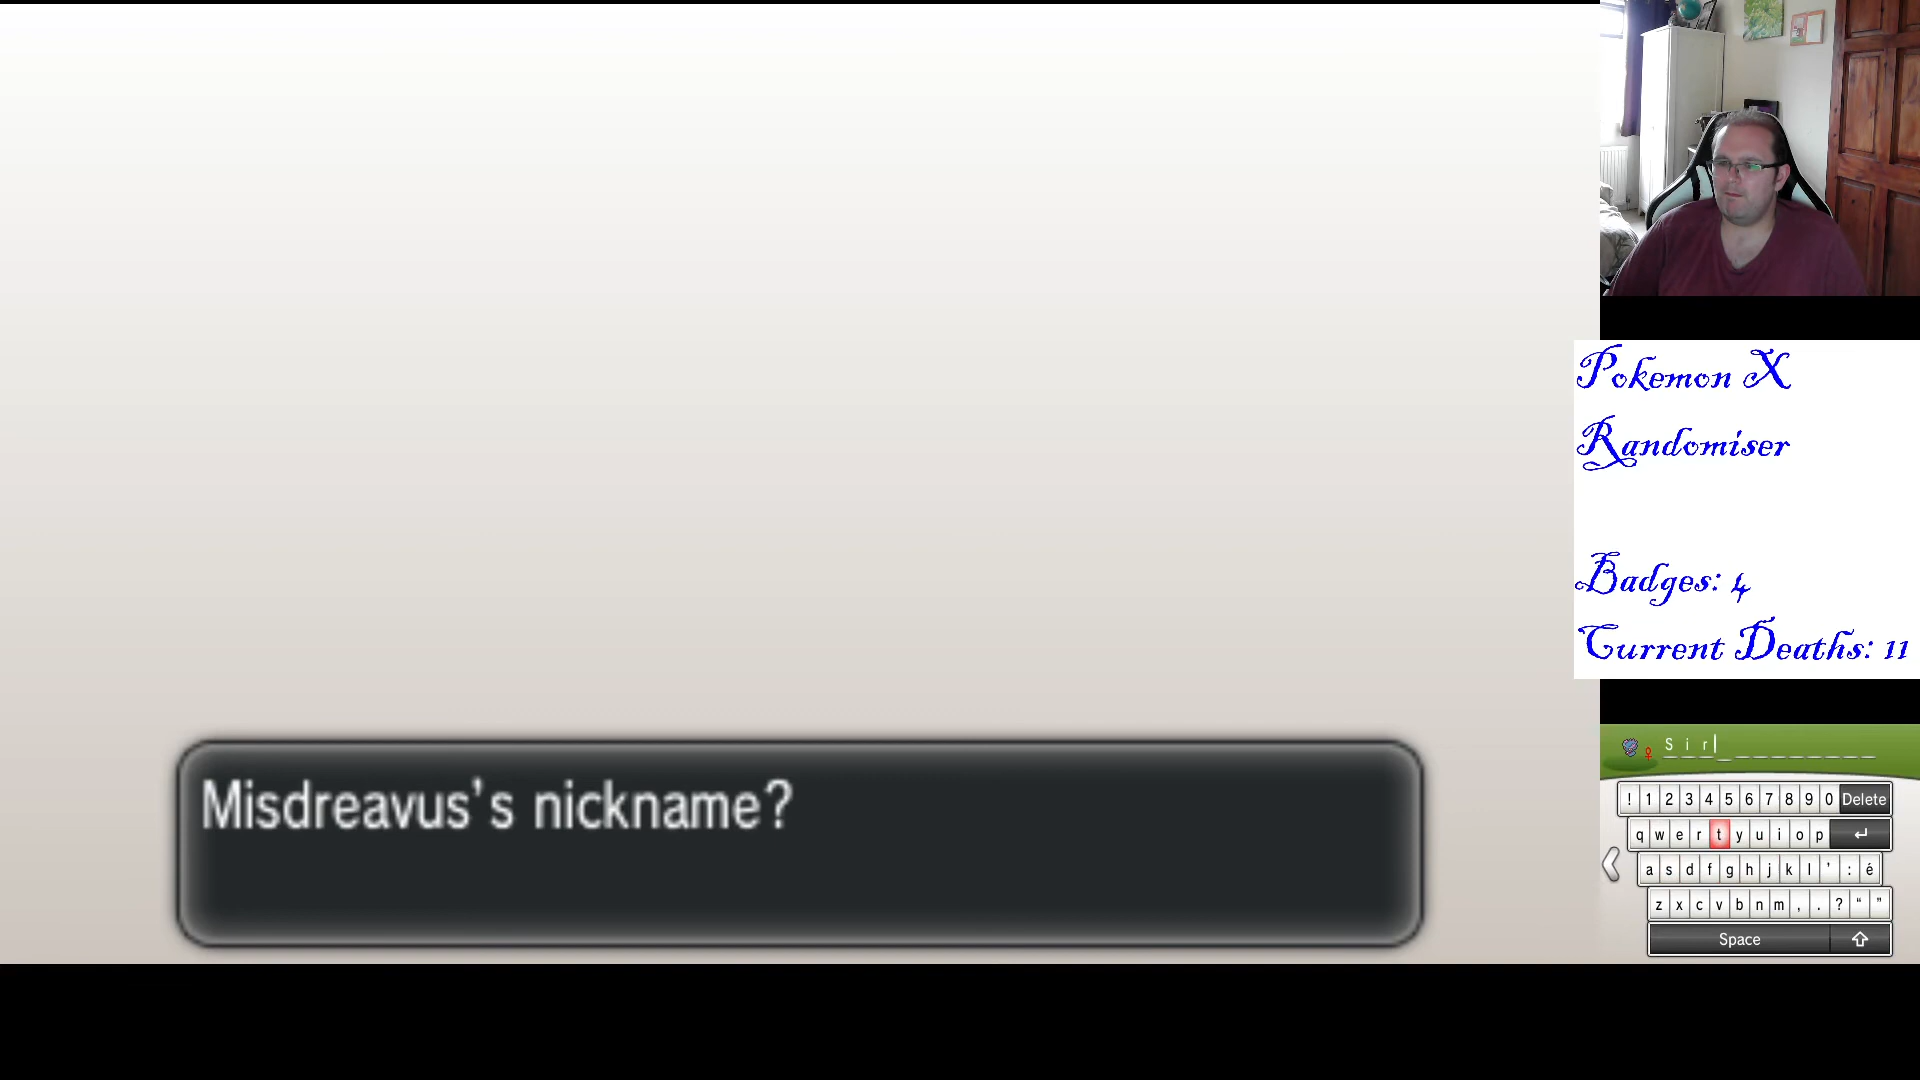 Misdreavus's nickname?
Pokemon X
Randomiser
Badges: 4
Current Deaths: 11
Sir
! 1 2 3 4 5 6 7 8 9 0 Delete
q w e r t y u i o p
a s d f g h j k l ' : é
z x c v b n m , . ? “ ”
Space